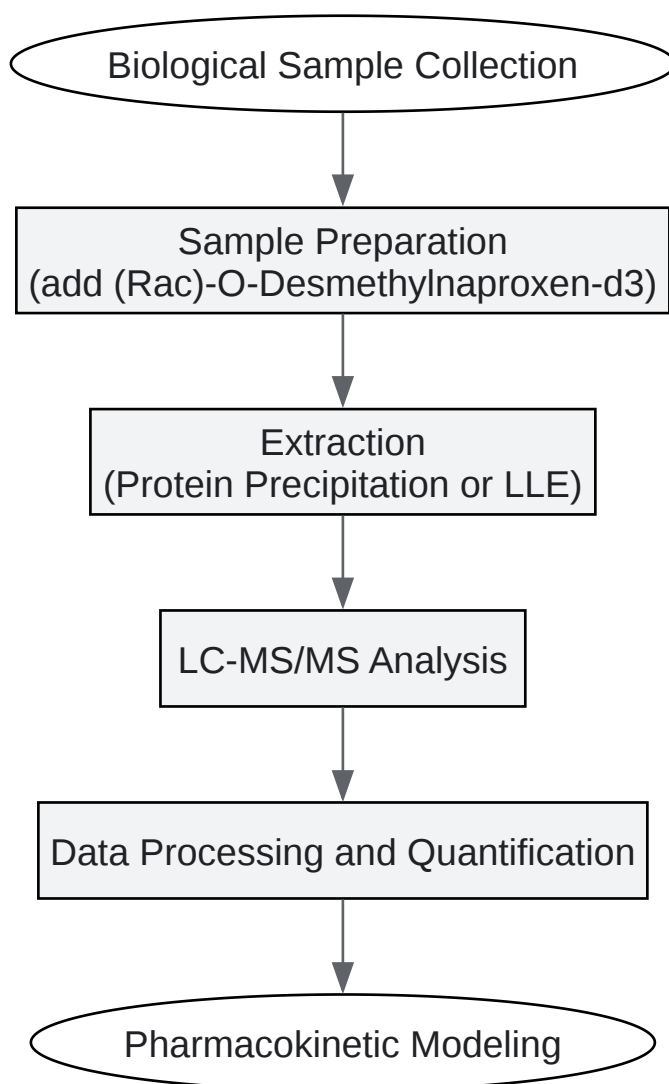 Biological Sample Collection
Sample Preparation
(add (Rac)-O-Desmethylnaproxen-d3)
Extraction
(Protein Precipitation or LLE)
LC-MS/MS Analysis
Data Processing and Quantification
Pharmacokinetic Modeling